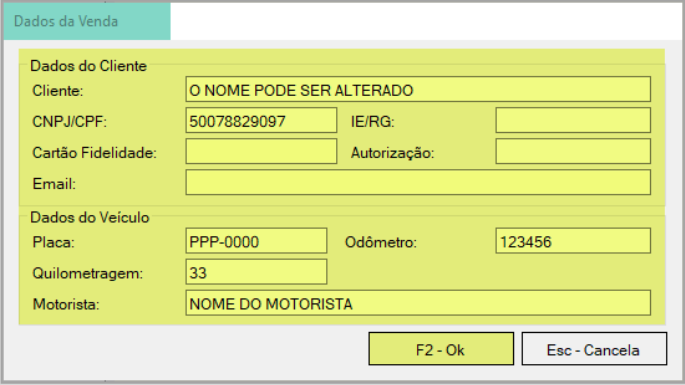 Dados da Venda
Dados do Cliente
Cliente: O NOME PODE SER ALTERADO
CNPJ/CPF: 50078829097 IE/RG:
Cartão Fidelidade: Autorização:
Email:
Dados do Veículo
Placa: PPP-0000 Odômetro: 123456
Quilometragem: 33
Motorista: NOME DO MOTORISTA
F2 - Ok Esc - Cancela